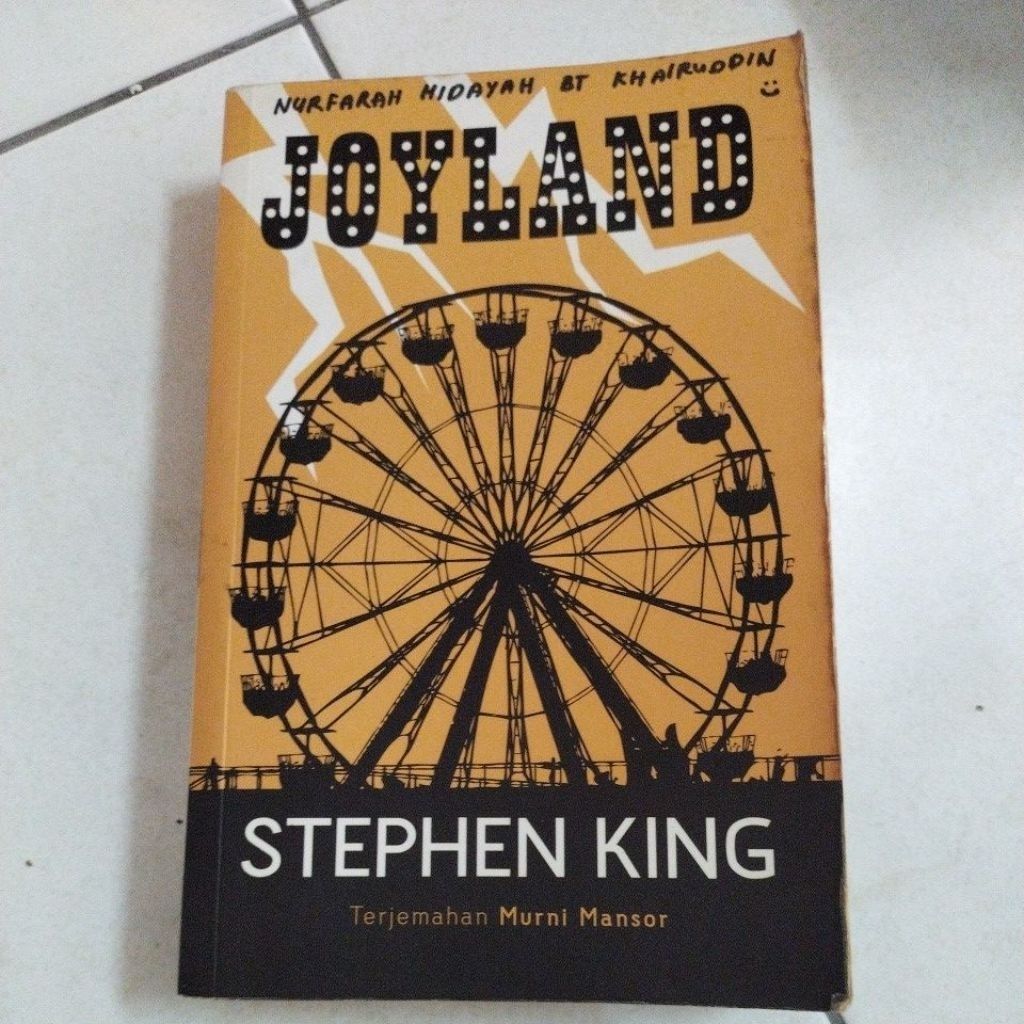 NURFARAH HIDAYAH BT KHAIRUDDIN
JOYLAND
STEPHEN KING
Terjemahan Murni Mansor